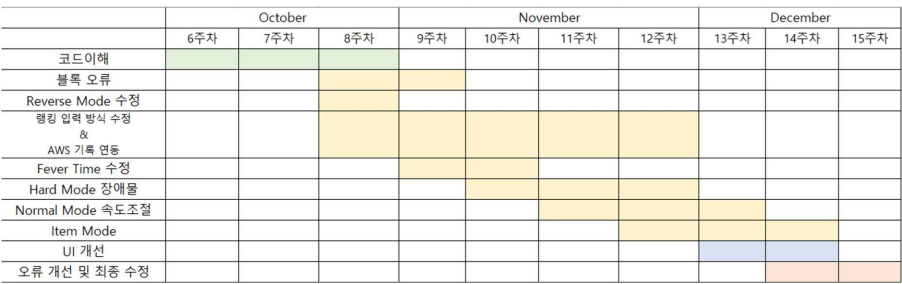 October November December
6주차 7주차 8주차 9주차 10주차 11주차 12주차 13주차 14주차 15주차
코드이해
블록 오류
Reverse Mode 수정
랭킹 입력 방식 수정
&
AWS 기록 연동
Fever Time 수정
Hard Mode 장애물
Normal Mode 속도조절
Item Mode
UI 개선
오류 개선 및 최종 수정